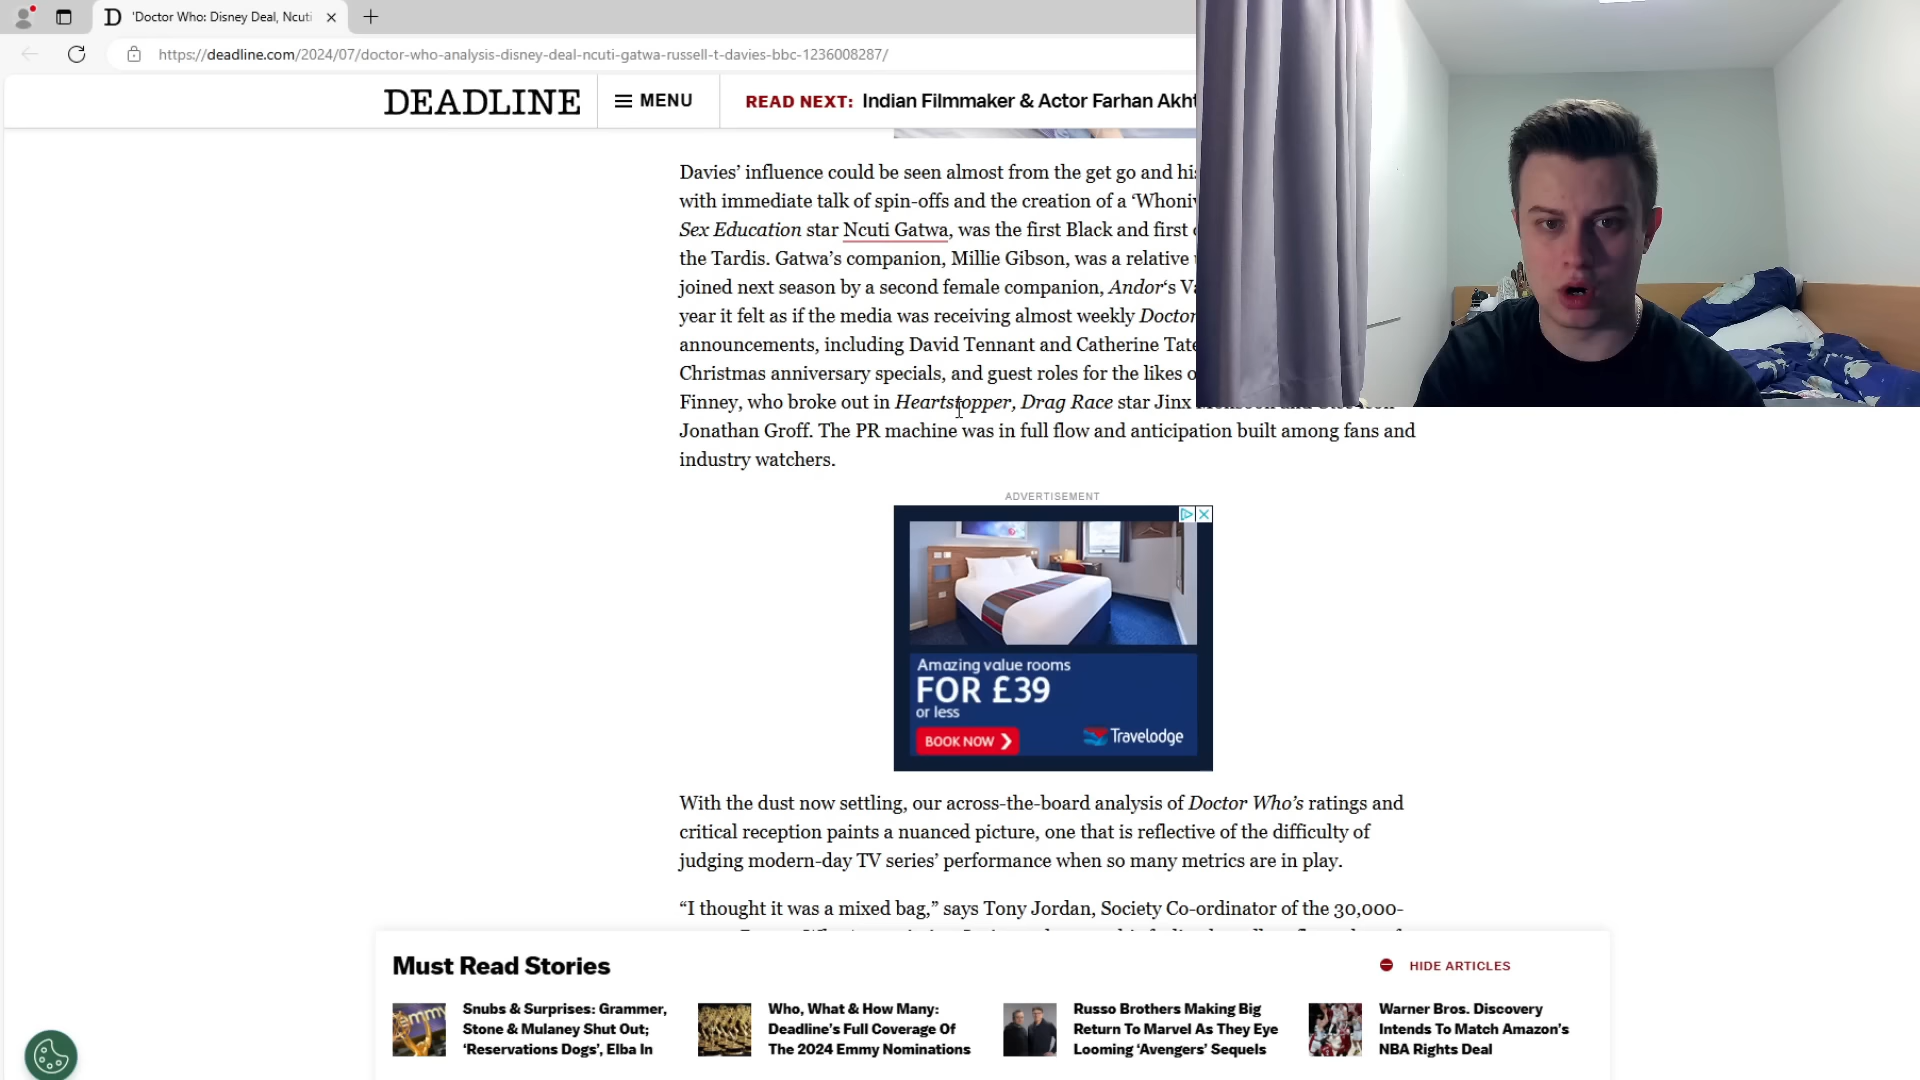 'Doctor Who: Disney Deal, Ncuti
https://deadline.com/2024/07/doctor-who-analysis-disney-deal-ncuti-gatwa-russell-t-davies-bbc-1236008287/
DEADLINE
MENU
READ NEXT: Indian Filmmaker & Actor Farhan Akht
Davies’ influence could be seen almost from the get go and his
with immediate talk of spin-offs and the creation of a ‘Whoniv
Sex Education star Ncuti Gatwa, was the first Black and first
the Tardis. Gatwa’s companion, Millie Gibson, was a relative
joined next season by a second female companion, Andor‘s Va
year it felt as if the media was receiving almost weekly Doctor
announcements, including David Tennant and Catherine Tate
Christmas anniversary specials, and guest roles for the likes o
Finney, who broke out in Heartstopper, Drag Race star Jinx
Jonathan Groff. The PR machine was in full flow and anticipation built among fans and
industry watchers.
ADVERTISEMENT
Amazing value rooms
FOR £39
or less
BOOK NOW
Travelodge
With the dust now settling, our across-the-board analysis of Doctor Who’s ratings and
critical reception paints a nuanced picture, one that is reflective of the difficulty of
judging modern-day TV series’ performance when so many metrics are in play.
“I thought it was a mixed bag,” says Tony Jordan, Society Co-ordinator of the 30,000-
Must Read Stories
HIDE ARTICLES
Snubs & Surprises: Grammer,
Stone & Mulaney Shut Out;
‘Reservations Dogs’, Elba In
Who, What & How Many:
Deadline’s Full Coverage Of
The 2024 Emmy Nominations
Russo Brothers Making Big
Return To Marvel As They Eye
Looming ‘Avengers’ Sequels
Warner Bros. Discovery
Intends To Match Amazon’s
NBA Rights Deal